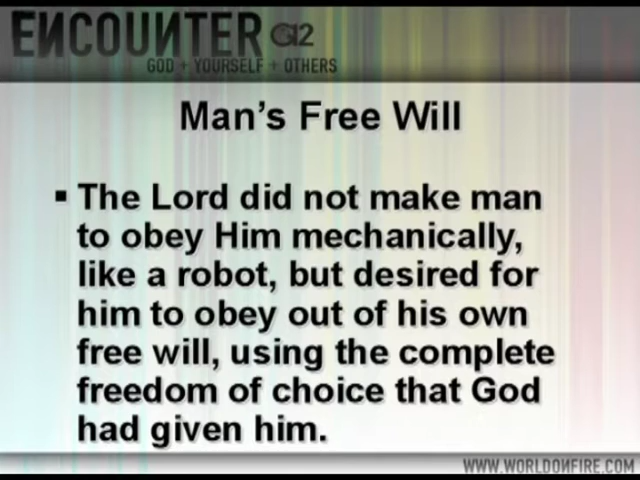 ENCOUNTER G12
GOD + YOURSELF + OTHERS
Man's Free Will
▪ The Lord did not make man
to obey Him mechanically,
like a robot, but desired for
him to obey out of his own
free will, using the complete
freedom of choice that God
had given him.
WWW.WORLDONFIRE.COM